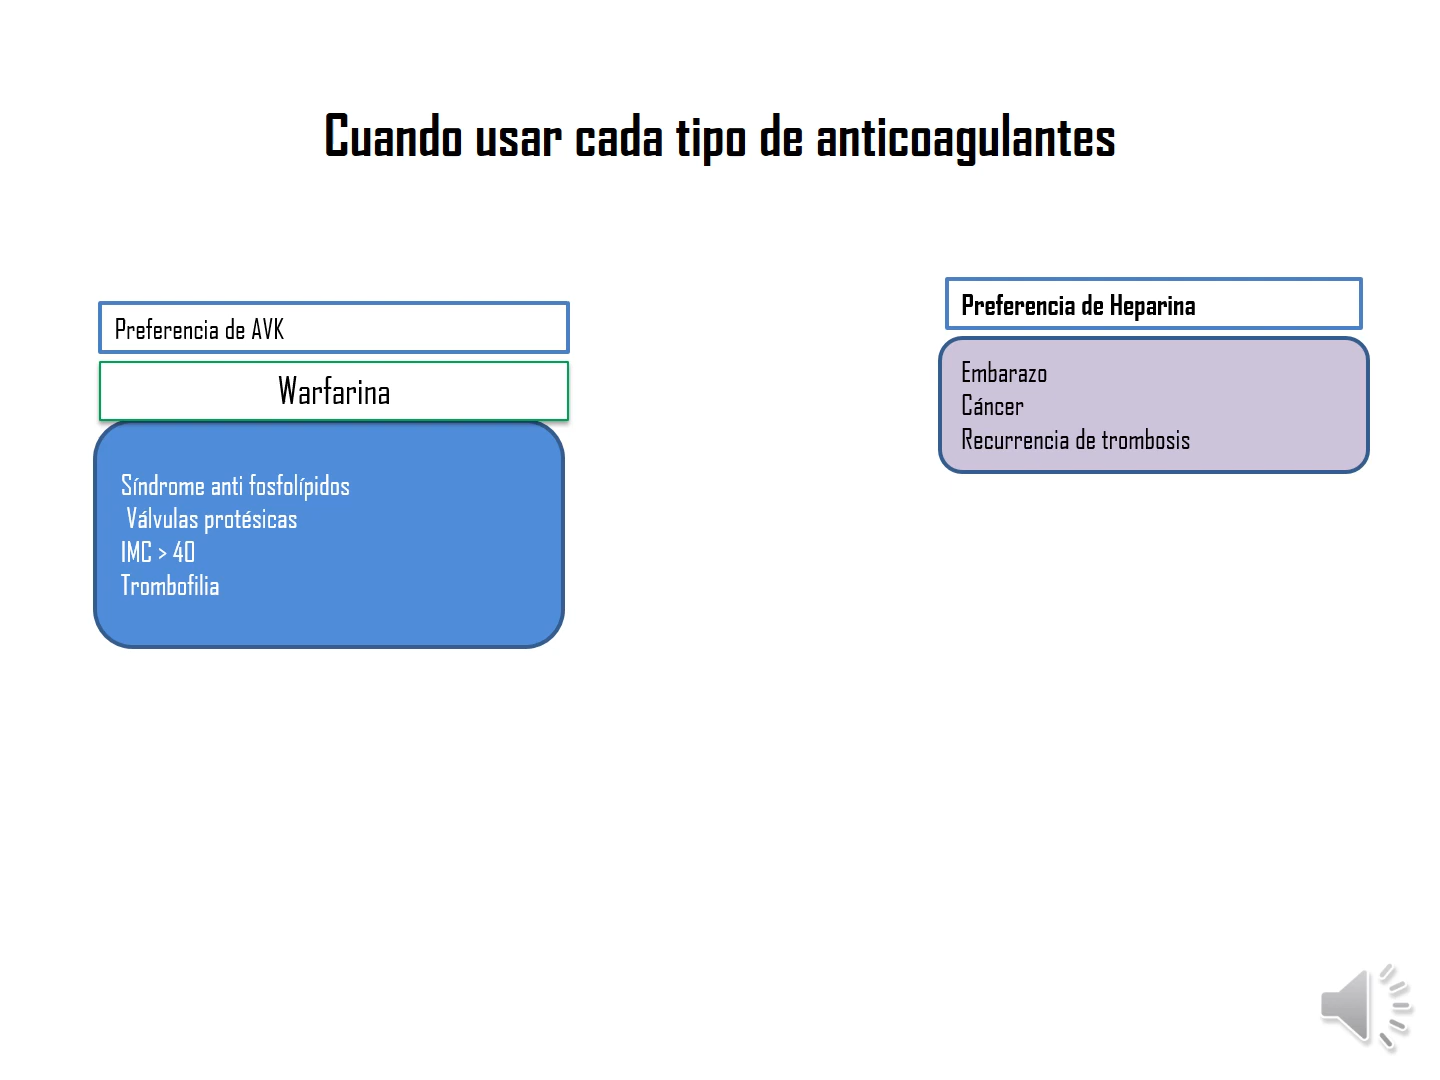 Cuando usar cada tipo de anticoagulantes
Preferencia de AVK
Warfarina
Síndrome anti fosfolípidos
Válvulas protésicas
IMC > 40
Trombofilia
Preferencia de Heparina
Embarazo
Cáncer
Recurrencia de trombosis